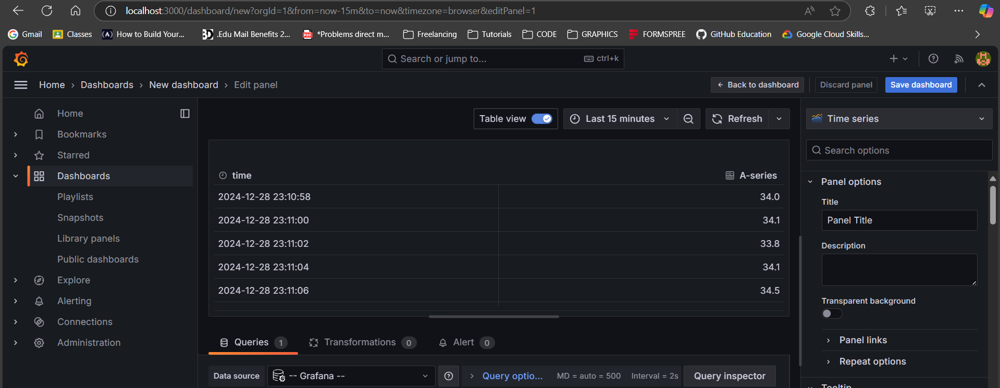 localhost:3000/dashboard/new?orgId=1&from=now-15m&to=now&timezone=browser&editPanel=1
Gmail Classes How to Build Your... .Edu Mail Benefits 2... *Problems direct m... Freelancing Tutorials CODE GRAPHICS FORMSPREE GitHub Education Google Cloud Skills...
Search or jump to... ctrl+k
Home › Dashboards › New dashboard › Edit panel
Back to dashboard Discard panel Save dashboard
Home
Bookmarks
Starred
Dashboards
Playlists
Snapshots
Library panels
Public dashboards
Explore
Alerting
Connections
Administration
Table view Last 15 minutes Refresh
time A-series
2024-12-28 23:10:58 34.0
2024-12-28 23:11:00 34.1
2024-12-28 23:11:02 33.8
2024-12-28 23:11:04 34.1
2024-12-28 23:11:06 34.5
Queries 1 Transformations 0 Alert 0
Data source -- Grafana -- Query optio... MD = auto = 500 Interval = 2s Query inspector
Time series
Search options
Panel options
Title
Panel Title
Description
Transparent background
Panel links
Repeat options
Tooltip